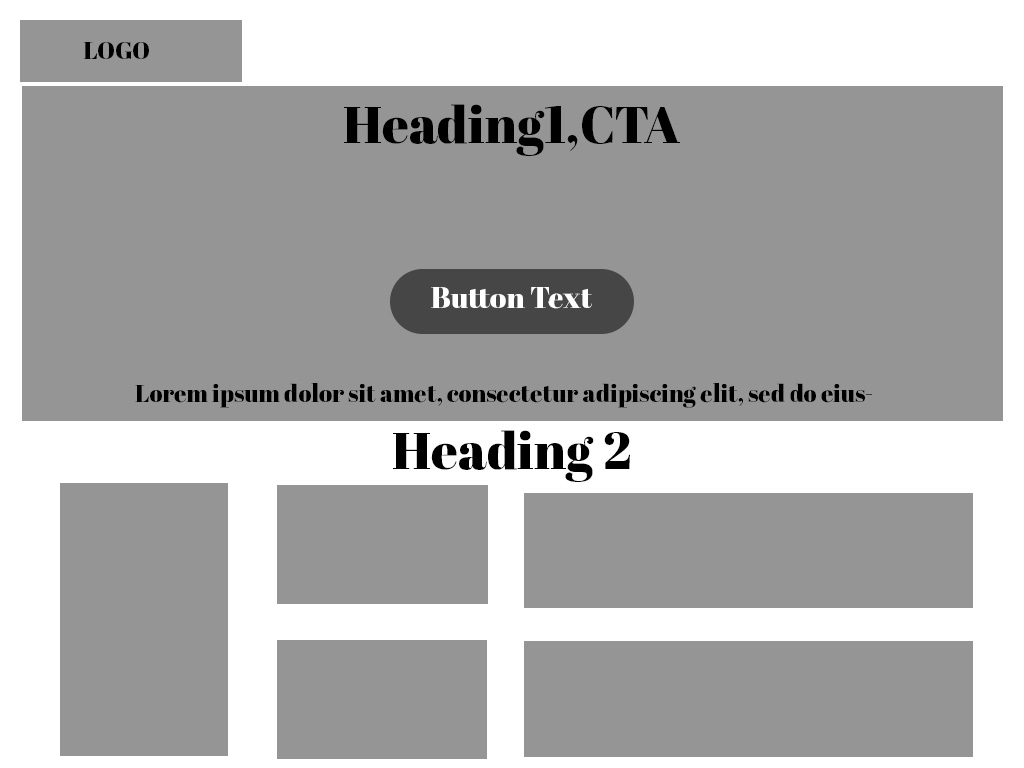 LOGO
Heading1,CTA
Button Text
Lorem ipsum dolor sit amet, consectetur adipiscing elit, sed do eius-
Heading 2